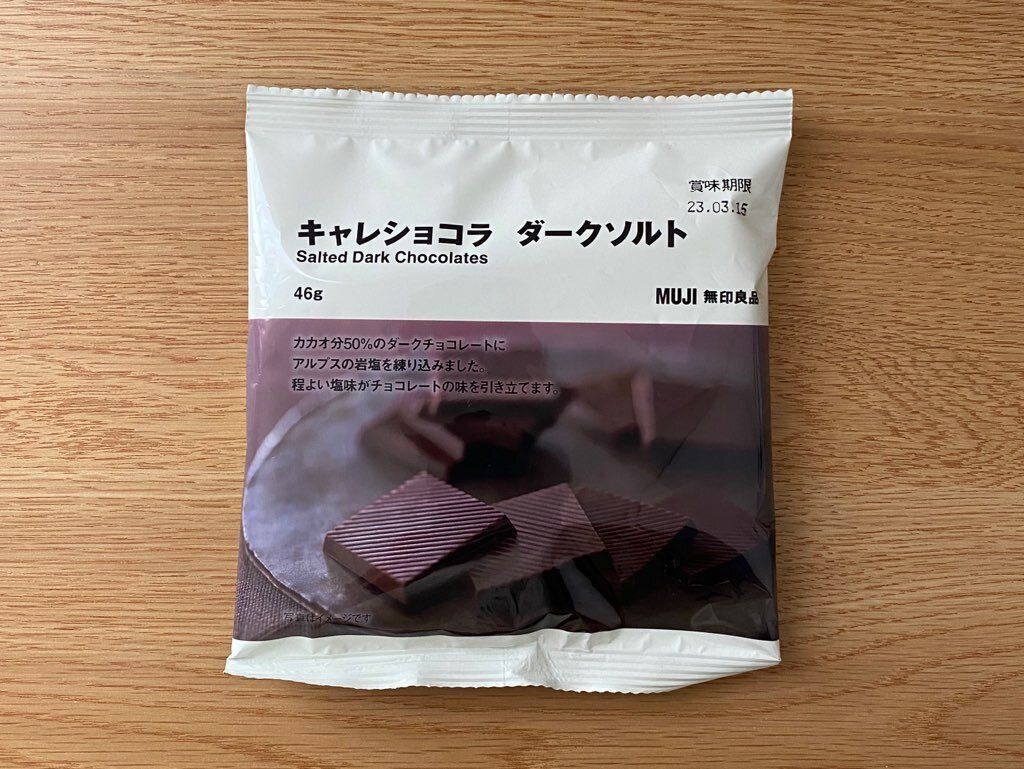 賞味期限
23.03.15
キャレショコラ ダークソルト
Salted Dark Chocolates
46g
MUJI 無印良品
カカオ分50%のダークチョコレートに
アルプスの岩塩を練り込みました。
程よい塩味がチョコレートの味を引き立てます。
写真はイメージです